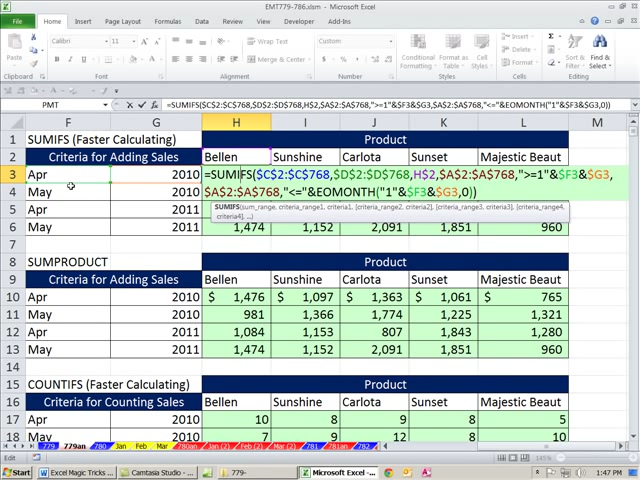 EMT779-786.xlsm - Microsoft Excel
File Home Insert Page Layout Formulas Data Review View Developer Add-Ins
Calibri 11 Wrap Text Custom Insert Delete Format
Paste Merge & Center Conditional Formatting Format as Table Cell Styles Sort & Filter Find & Select
Clipboard Font Alignment Number Styles Cells Editing
PMT =SUMIFS($C$2:$C$768,$D$2:$D$768,H$2,$A$2:$A$768,">=1"&$F3&$G3,$A$2:$A$768,"<="&EOMONTH("1"&$F3&$G3,0))
F G H I J K L M
1 SUMIFS (Faster Calculating) Product
2 Criteria for Adding Sales Bellen Sunshine Carlota Sunset Majestic Beaut
3 Apr 2010 =SUMIFS($C$2:$C$768,$D$2:$D$768,H$2,$A$2:$A$768,">=1"&$F3&$G3,
4 May 2010 $A$2:$A$768,"<="&EOMONTH("1"&$F3&$G3,0))
5 Apr 2011 SUMIFS(sum_range, criteria_range1, criteria1, [criteria_range2, criteria2], [criteria_range3, criteria3], [criteria_range4,
criteria4], ...)
6 May 2011 1,474 1,152 2,091 1,851 960
7
8 SUMPRODUCT Product
9 Criteria for Adding Sales Bellen Sunshine Carlota Sunset Majestic Beaut
10 Apr 2010 $ 1,476 $ 1,097 $ 1,363 $ 1,061 $ 765
11 May 2010 981 1,366 1,774 1,225 1,321
12 Apr 2011 1,084 1,153 807 1,843 1,280
13 May 2011 1,474 1,152 2,091 1,851 960
14
15 COUNTIFS (Faster Calculating) Product
16 Criteria for Counting Sales Bellen Sunshine Carlota Sunset Majestic Beaut
17 Apr 2010 10 8 9 8 5
18 May 2010 7 9 12 8 10
779 779an 780 Jan Feb Mar Jan (2) Feb (2) Mar (2) 781 781an 782
Edit 145%
Start Excel Magic Tricks ... Camtasia Studio - ... 779- Microsoft Excel ... 1:47 PM